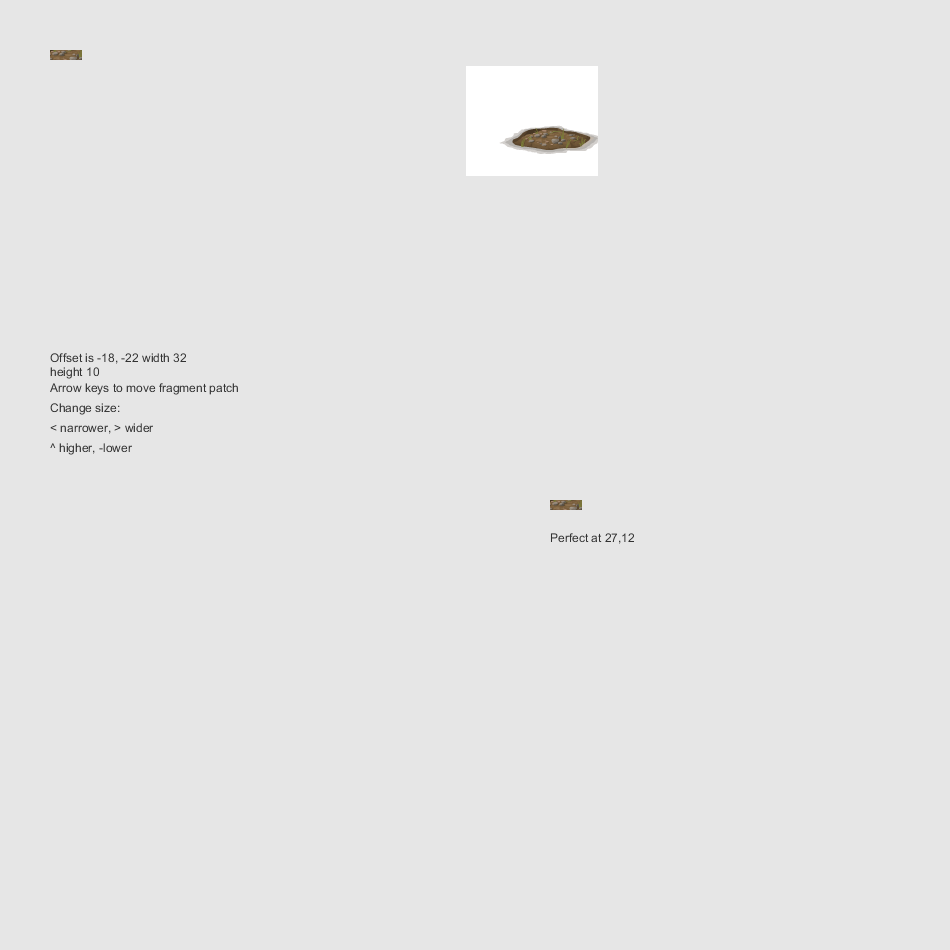 Offset is -18, -22 width 32
height 10
Arrow keys to move fragment patch
Change size:
< narrower, > wider
^ higher, -lower
Perfect at 27,12